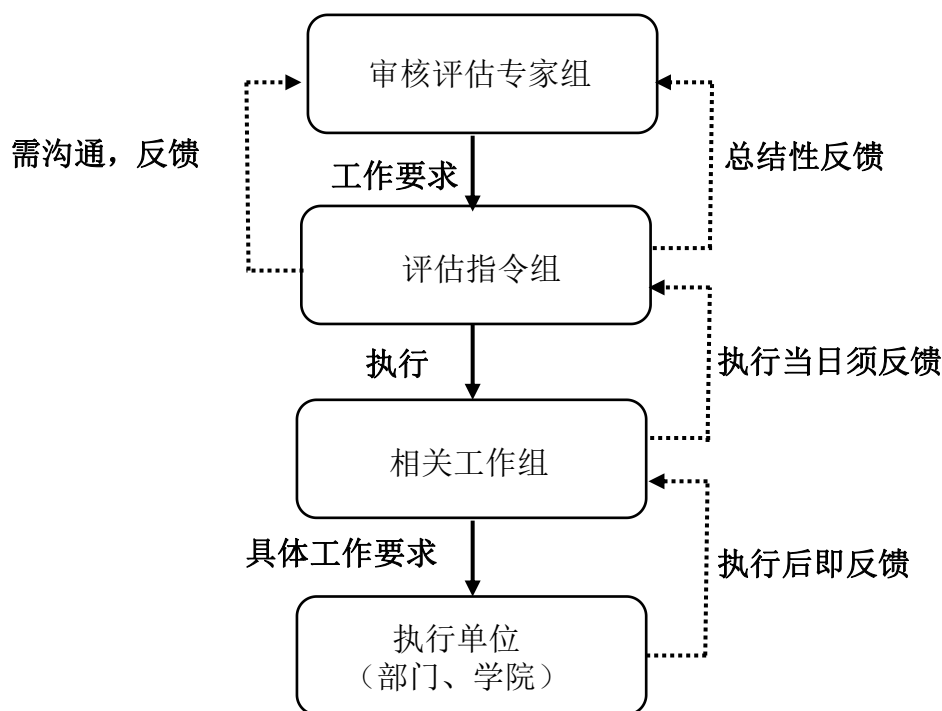 审核评估专家组
需沟通，反馈
总结性反馈
工作要求
评估指令组
执行
执行当日须反馈
相关工作组
具体工作要求
执行后即反馈
执行单位
（部门、学院）